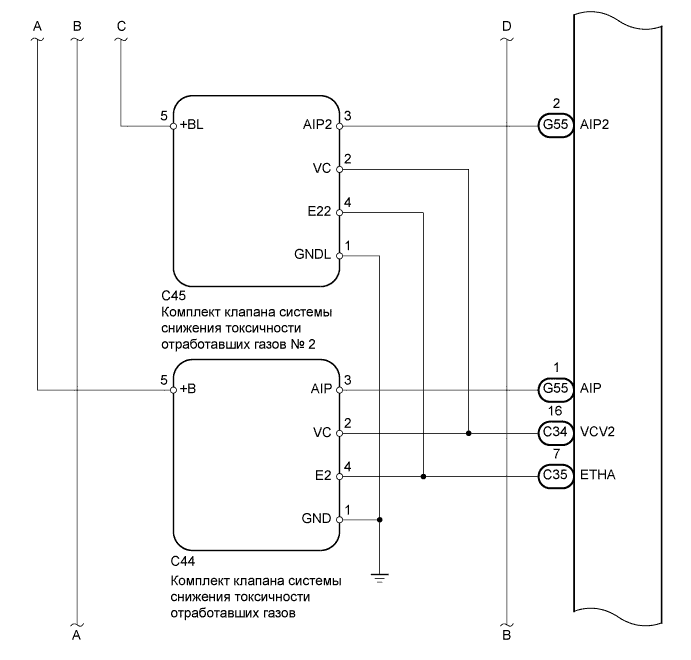 A B C D
2
5 +BL AIP2 3 G55 AIP2
VC 2
E22 4
GNDL 1
C45
Комплект клапана системы
снижения токсичности
отработавших газов № 2
1
5 +B AIP 3 G55 AIP
16
VC 2 C34 VCV2
7
E2 4 C35 ETHA
GND 1
C44
Комплект клапана системы
снижения токсичности
отработавших газов
A B